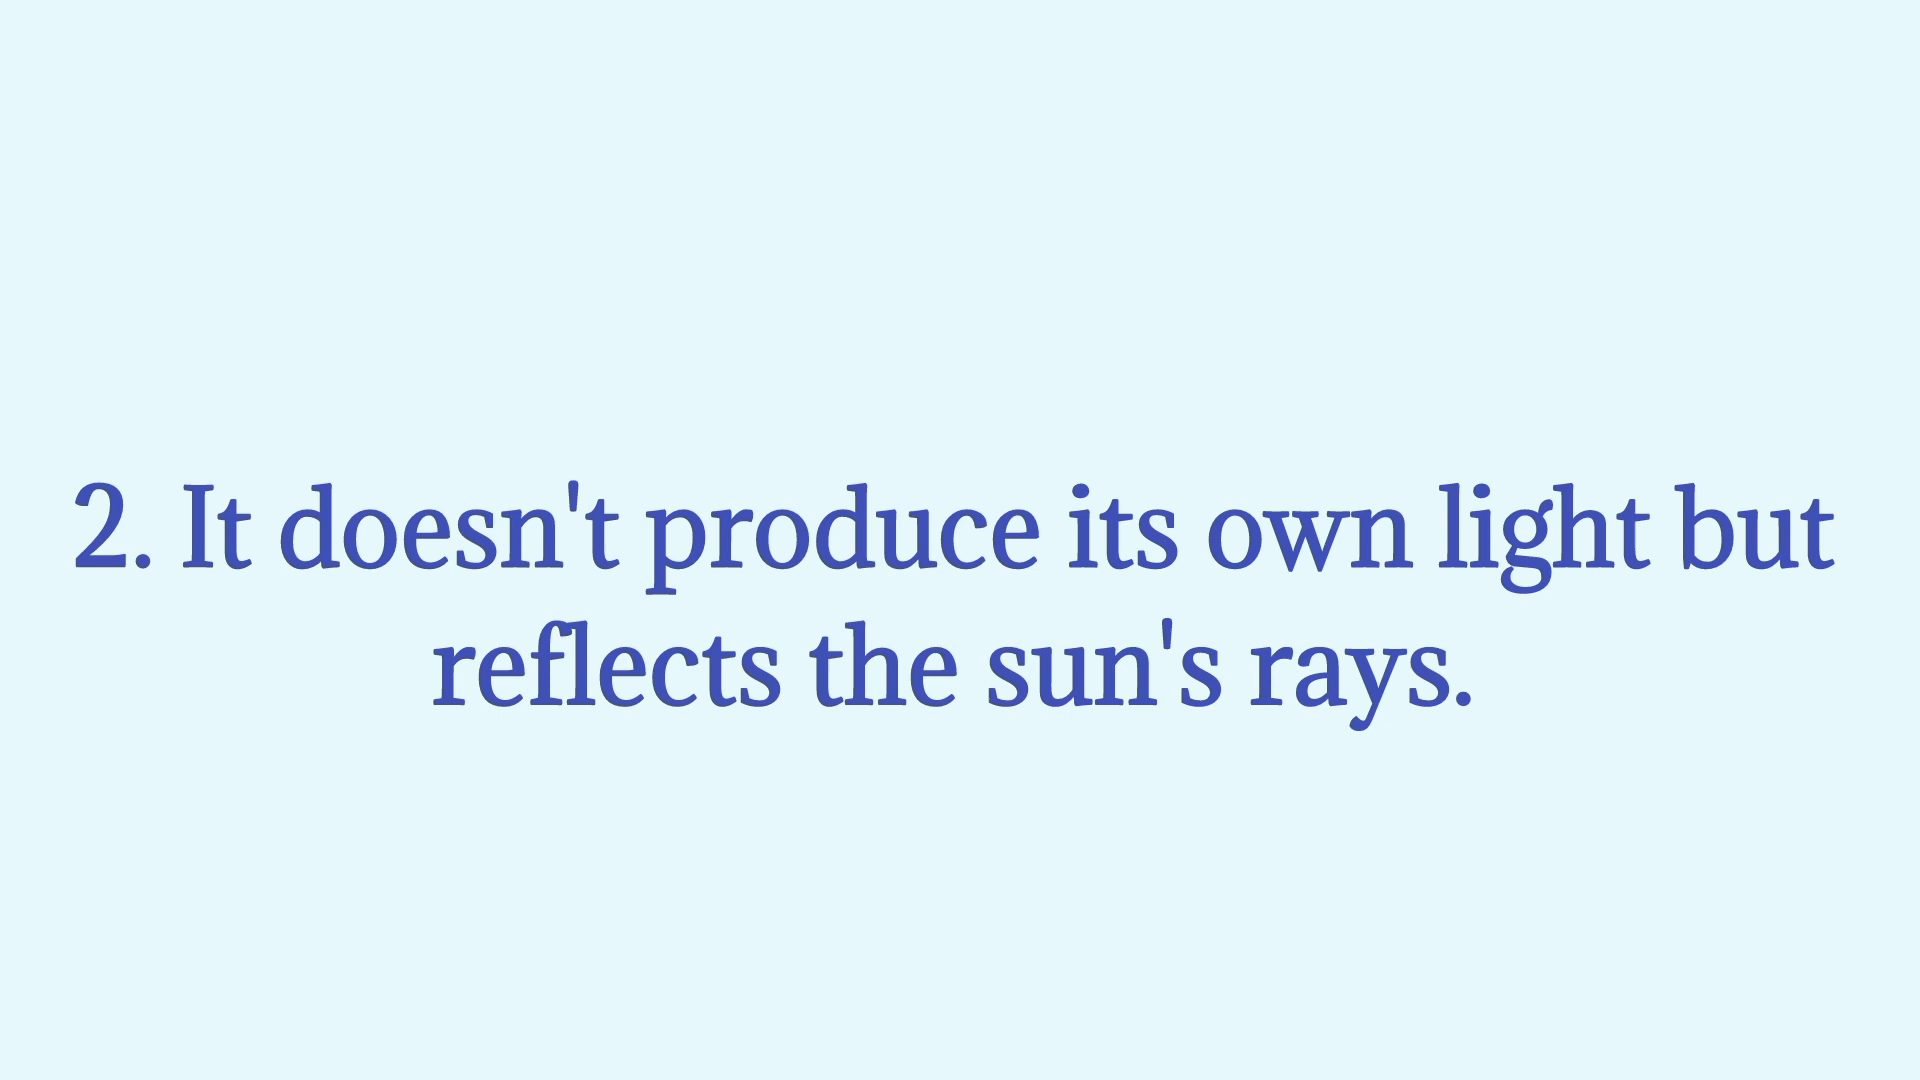 2. It doesn't produce its own light but
reflects the sun's rays.